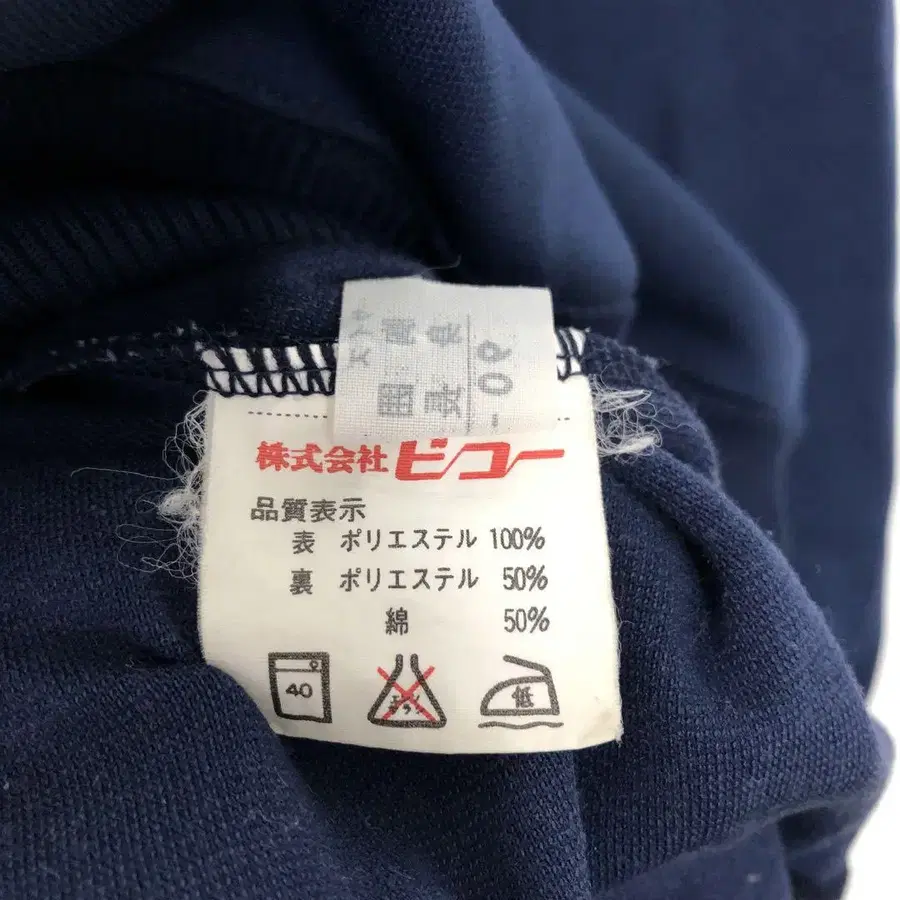 株式会社 ビコー
品質表示
表 ポリエステル 100%
裏 ポリエステル 50%
綿 50%
40
低